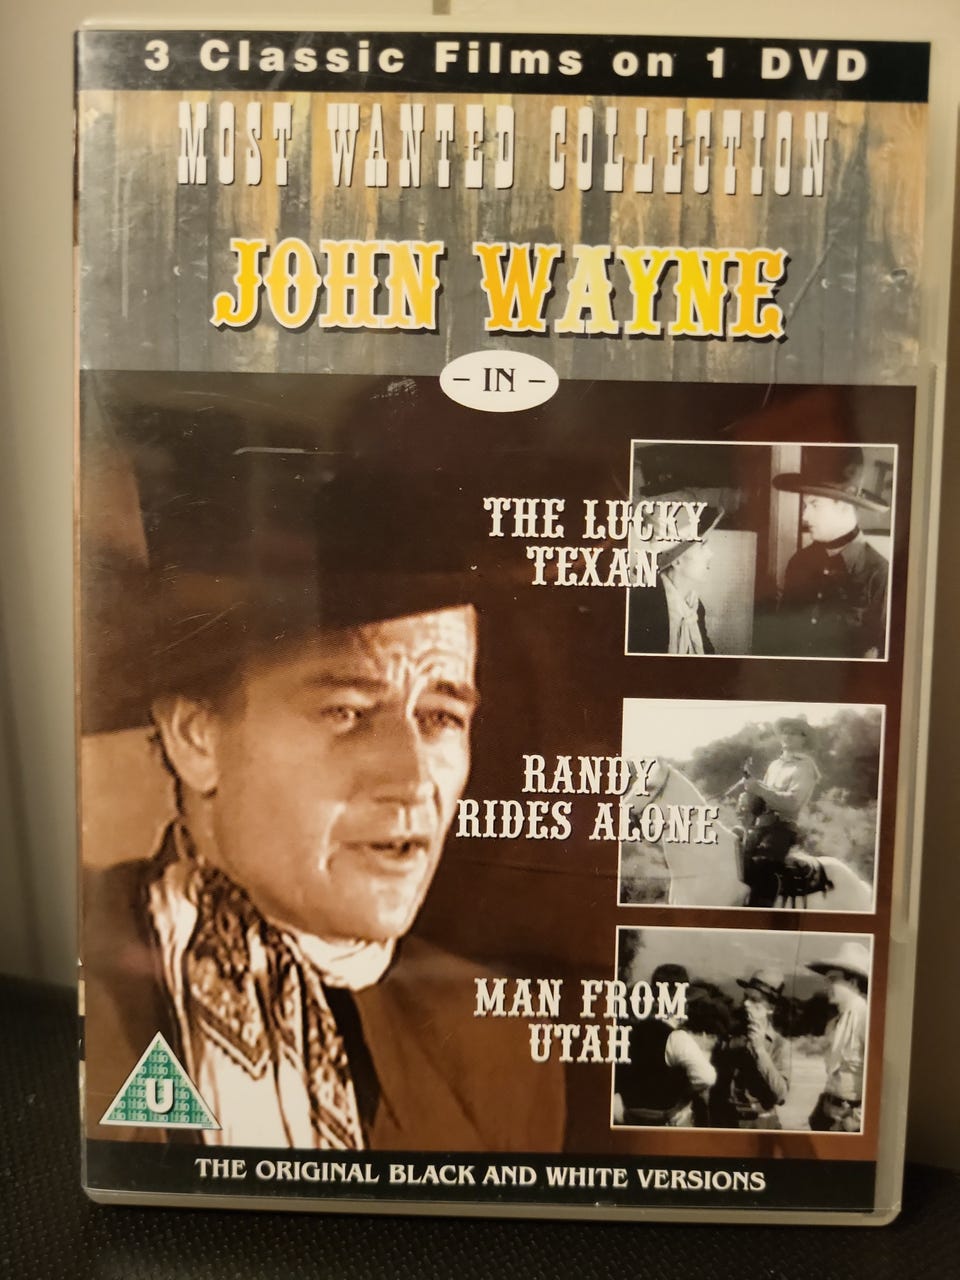 3 Classic Films on 1 DVD
MOST WANTED COLLECTION
JOHN WAYNE
– IN –
THE LUCKY
TEXAN
RANDY
RIDES ALONE
MAN FROM
UTAH
U
THE ORIGINAL BLACK AND WHITE VERSIONS